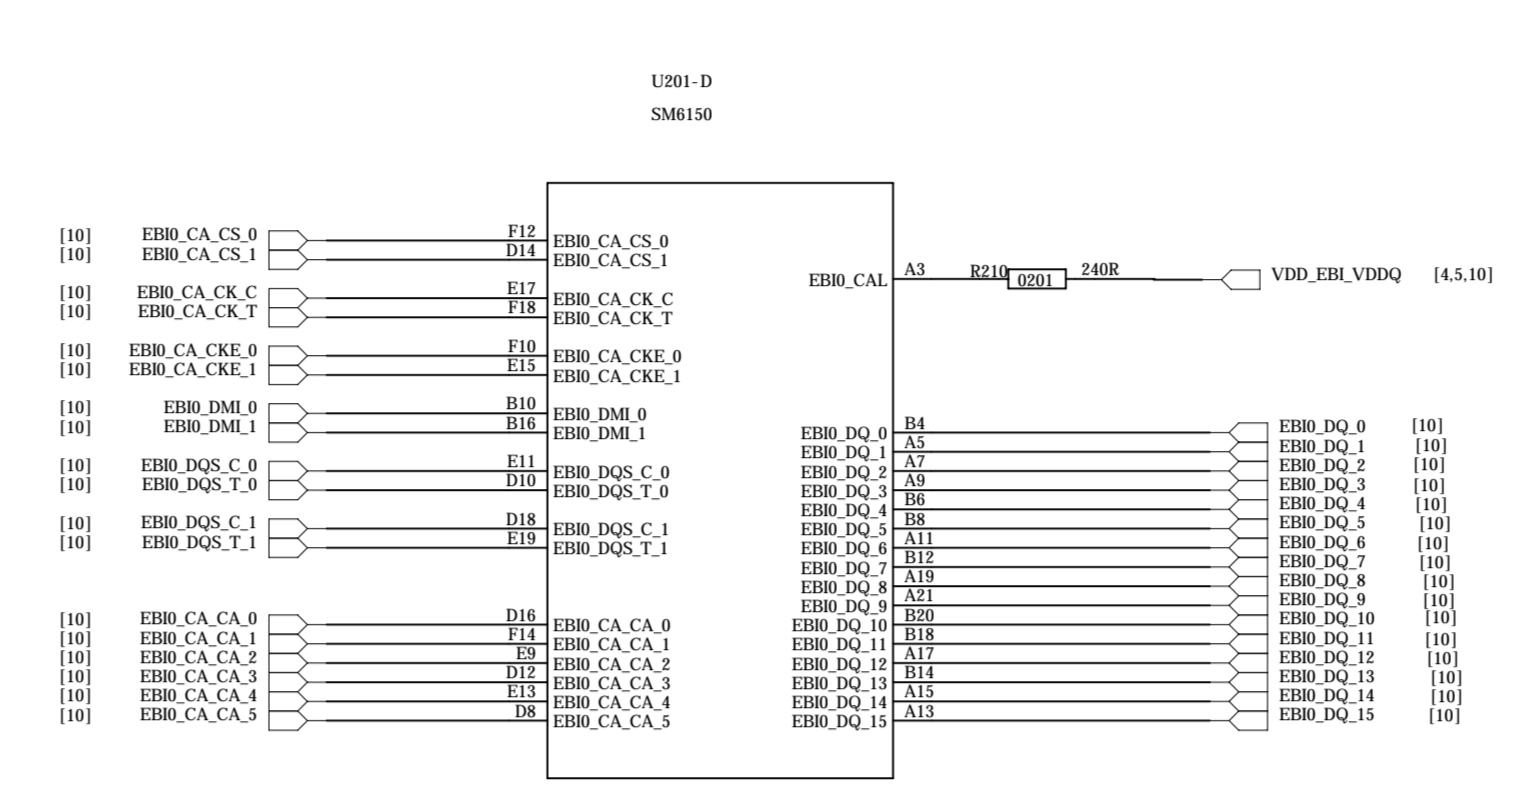 U201-D
SM6150
[10] EBI0_CA_CS_0 F12 EBI0_CA_CS_0
[10] EBI0_CA_CS_1 D14 EBI0_CA_CS_1
EBI0_CAL A3 R210 0201 240R VDD_EBI_VDDQ [4,5,10]
[10] EBI0_CA_CK_C E17 EBI0_CA_CK_C
[10] EBI0_CA_CK_T F18 EBI0_CA_CK_T
[10] EBI0_CA_CKE_0 F10 EBI0_CA_CKE_0
[10] EBI0_CA_CKE_1 E15 EBI0_CA_CKE_1
[10] EBI0_DMI_0 B10 EBI0_DMI_0
[10] EBI0_DMI_1 B16 EBI0_DMI_1
[10] EBI0_DQS_C_0 E11 EBI0_DQS_C_0
[10] EBI0_DQS_T_0 D10 EBI0_DQS_T_0
[10] EBI0_DQS_C_1 D18 EBI0_DQS_C_1
[10] EBI0_DQS_T_1 E19 EBI0_DQS_T_1
[10] EBI0_CA_CA_0 D16 EBI0_CA_CA_0
[10] EBI0_CA_CA_1 F14 EBI0_CA_CA_1
[10] EBI0_CA_CA_2 E9 EBI0_CA_CA_2
[10] EBI0_CA_CA_3 D12 EBI0_CA_CA_3
[10] EBI0_CA_CA_4 E13 EBI0_CA_CA_4
[10] EBI0_CA_CA_5 D8 EBI0_CA_CA_5
EBI0_DQ_0 B4 EBI0_DQ_0 [10]
EBI0_DQ_1 A5 EBI0_DQ_1 [10]
EBI0_DQ_2 A7 EBI0_DQ_2 [10]
EBI0_DQ_3 A9 EBI0_DQ_3 [10]
EBI0_DQ_4 B6 EBI0_DQ_4 [10]
EBI0_DQ_5 B8 EBI0_DQ_5 [10]
EBI0_DQ_6 A11 EBI0_DQ_6 [10]
EBI0_DQ_7 B12 EBI0_DQ_7 [10]
EBI0_DQ_8 A19 EBI0_DQ_8 [10]
EBI0_DQ_9 A21 EBI0_DQ_9 [10]
EBI0_DQ_10 B20 EBI0_DQ_10 [10]
EBI0_DQ_11 B18 EBI0_DQ_11 [10]
EBI0_DQ_12 A17 EBI0_DQ_12 [10]
EBI0_DQ_13 B14 EBI0_DQ_13 [10]
EBI0_DQ_14 A15 EBI0_DQ_14 [10]
EBI0_DQ_15 A13 EBI0_DQ_15 [10]